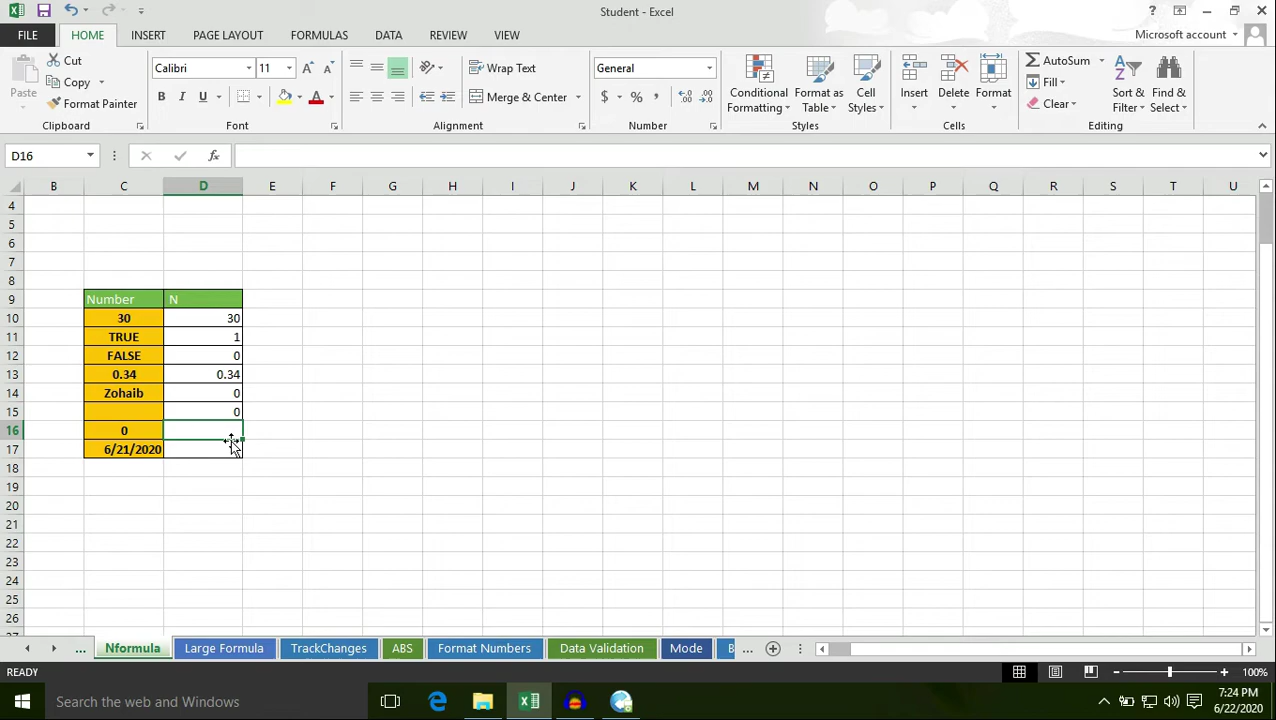 Student - Excel
?
FILE HOME INSERT PAGE LAYOUT FORMULAS DATA REVIEW VIEW Microsoft account
Paste Cut Copy Format Painter Clipboard
Calibri 11 A A B I U A Font
Wrap Text Merge & Center Alignment
General $ % , Number
Conditional Formatting Format as Table Cell Styles Styles
Insert Delete Format Cells
AutoSum Fill Clear Sort & Filter Find & Select Editing
D16 fx
B C D E F G H I J K L M N O P Q R S T U
4
5
6
7
8
9 Number N
10 30 30
11 TRUE 1
12 FALSE 0
13 0.34 0.34
14 Zohaib 0
15 0
16 0
17 6/21/2020
18
19
20
21
22
23
24
25
26
... Nformula Large Formula TrackChanges ABS Format Numbers Data Validation Mode B ...
READY 100%
Search the web and Windows 7:24 PM
6/22/2020